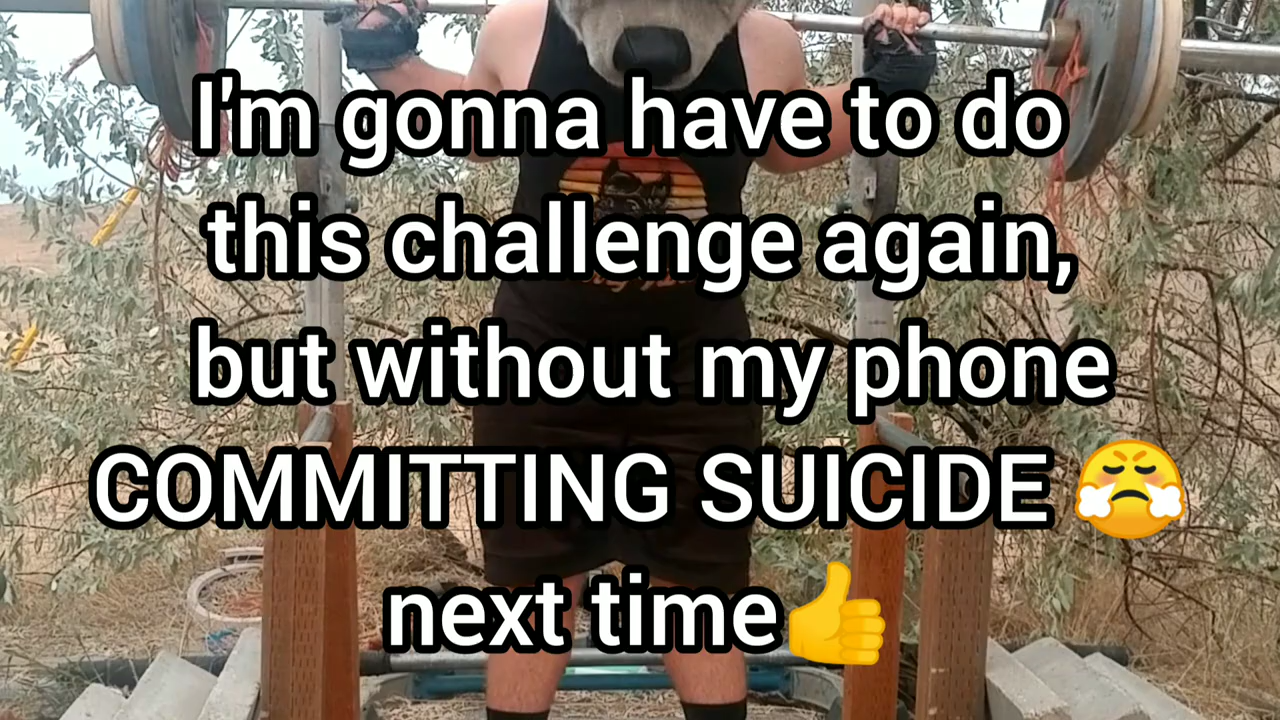 I'm gonna have to do
this challenge again,
but without my phone
COMMITTING SUICIDE 😤
next time👍